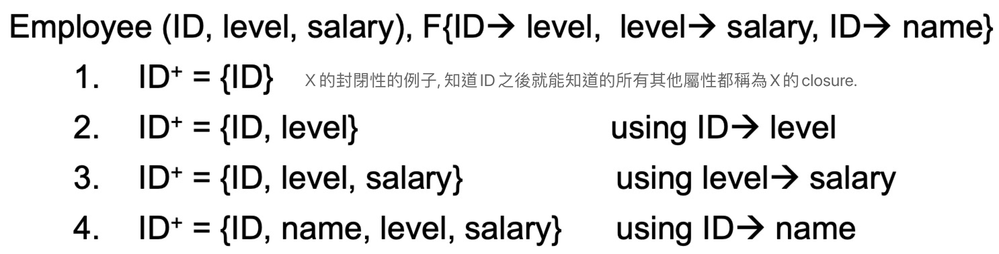 Employee (ID, level, salary), F{ID→ level, level→ salary, ID→ name}
1. ID⁺ = {ID} X 的封閉性的例子, 知道 ID 之後就能知道的所有其他屬性都稱為 X 的 closure.
2. ID⁺ = {ID, level} using ID→ level
3. ID⁺ = {ID, level, salary} using level→ salary
4. ID⁺ = {ID, name, level, salary} using ID→ name